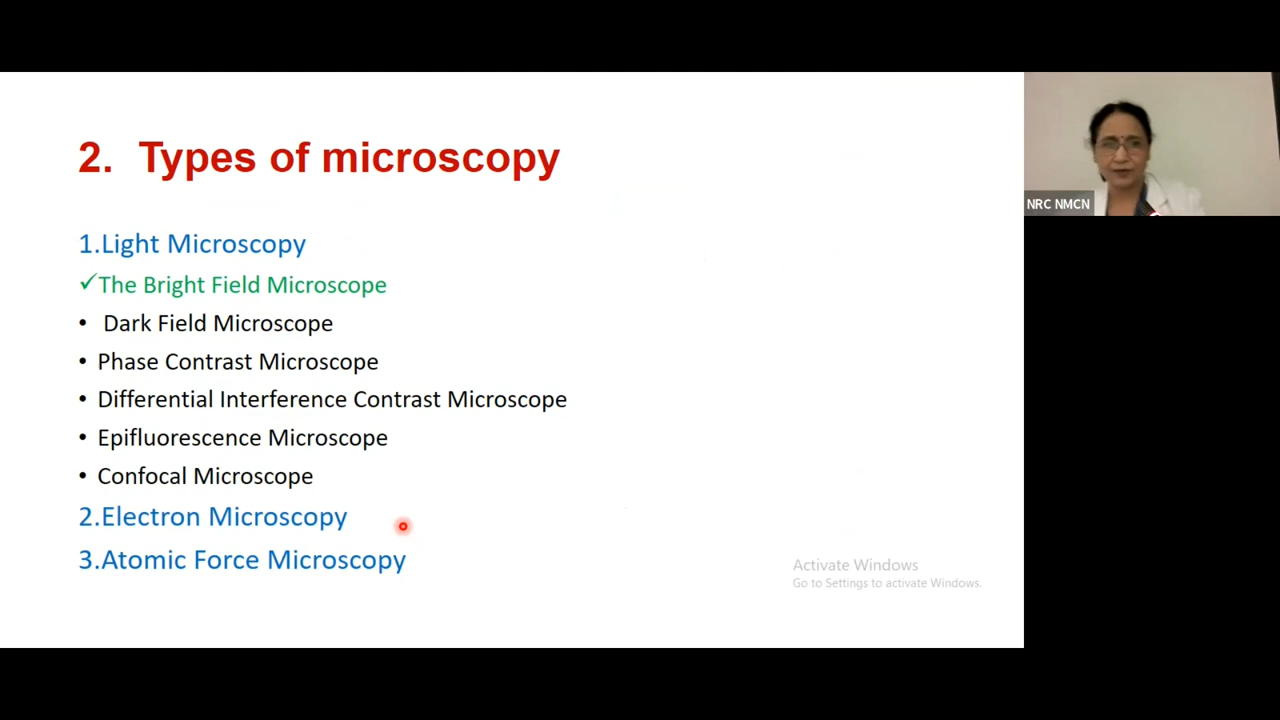 2. Types of microscopy
1.Light Microscopy
✓The Bright Field Microscope
• Dark Field Microscope
• Phase Contrast Microscope
• Differential Interference Contrast Microscope
• Epifluorescence Microscope
• Confocal Microscope
2.Electron Microscopy
3.Atomic Force Microscopy
Activate Windows
Go to Settings to activate Windows.
NRC NMCN